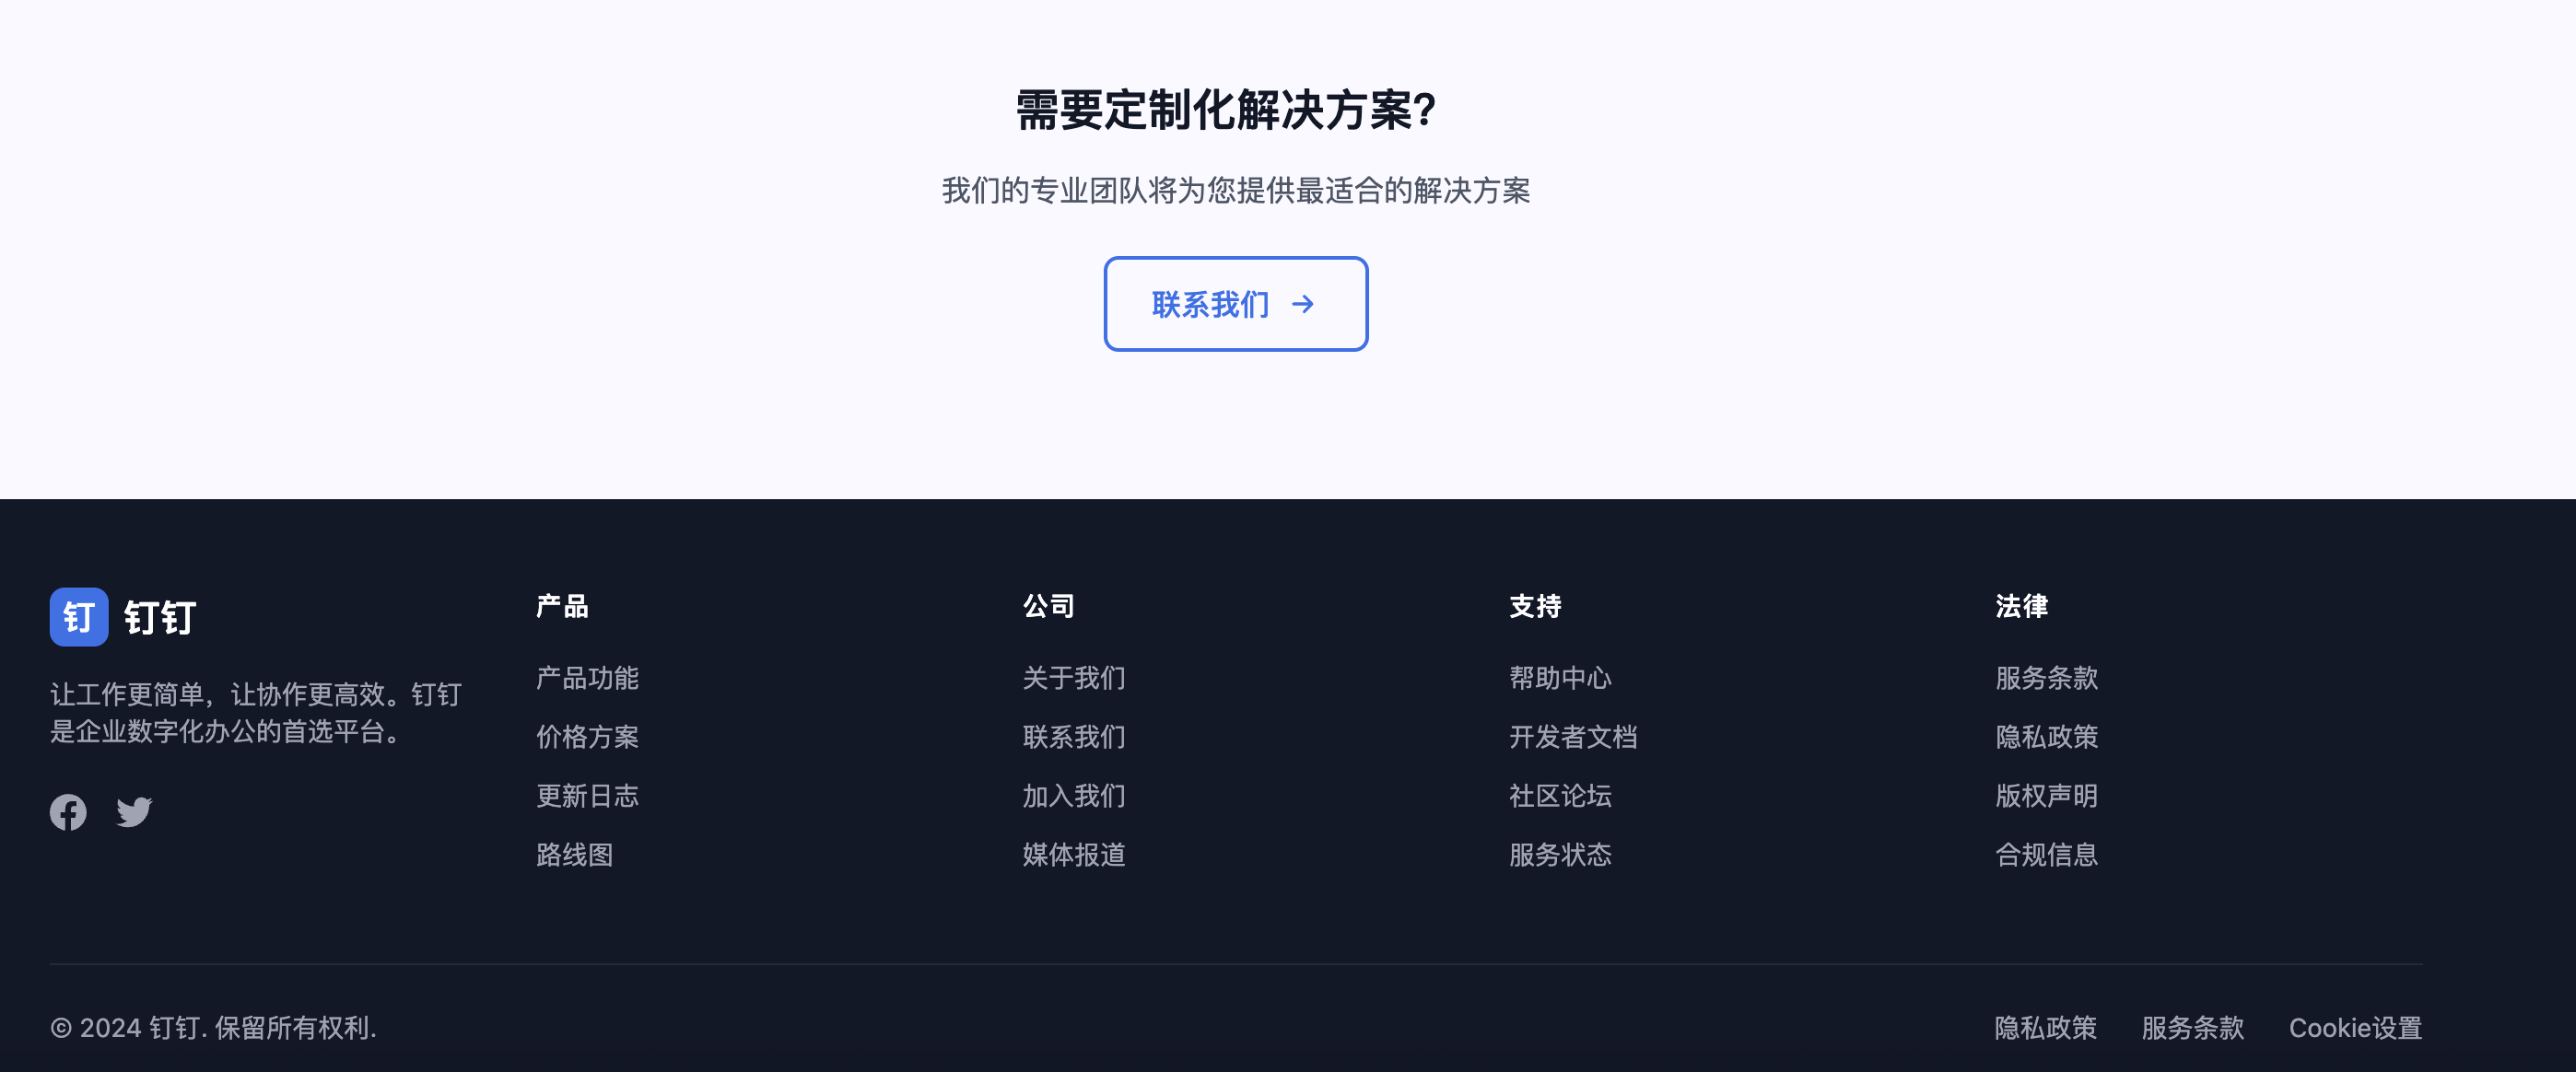 需要定制化解决方案?
我们的专业团队将为您提供最适合的解决方案
联系我们 →
钉 钉钉
让工作更简单，让协作更高效。钉钉
是企业数字化办公的首选平台。
产品
产品功能
价格方案
更新日志
路线图
公司
关于我们
联系我们
加入我们
媒体报道
支持
帮助中心
开发者文档
社区论坛
服务状态
法律
服务条款
隐私政策
版权声明
合规信息
© 2024 钉钉. 保留所有权利.
隐私政策 服务条款 Cookie设置